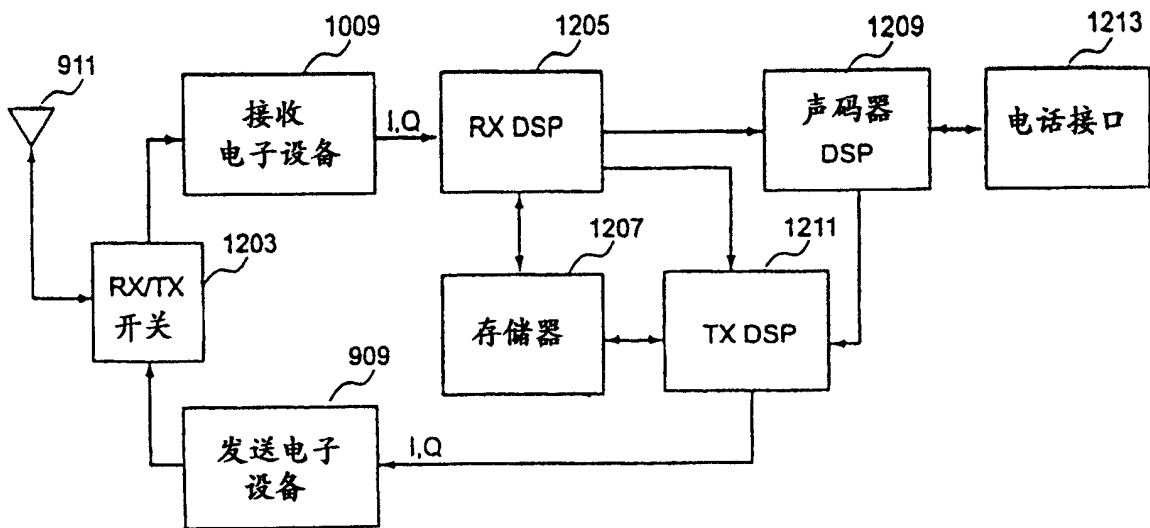 1009
1205
1209
1213
911
接收
电子设备
I,Q
RX DSP
声码器
DSP
电话接口
1203
1207
1211
RX/TX
开关
存储器
TX DSP
909
发送电子
设备
I,Q